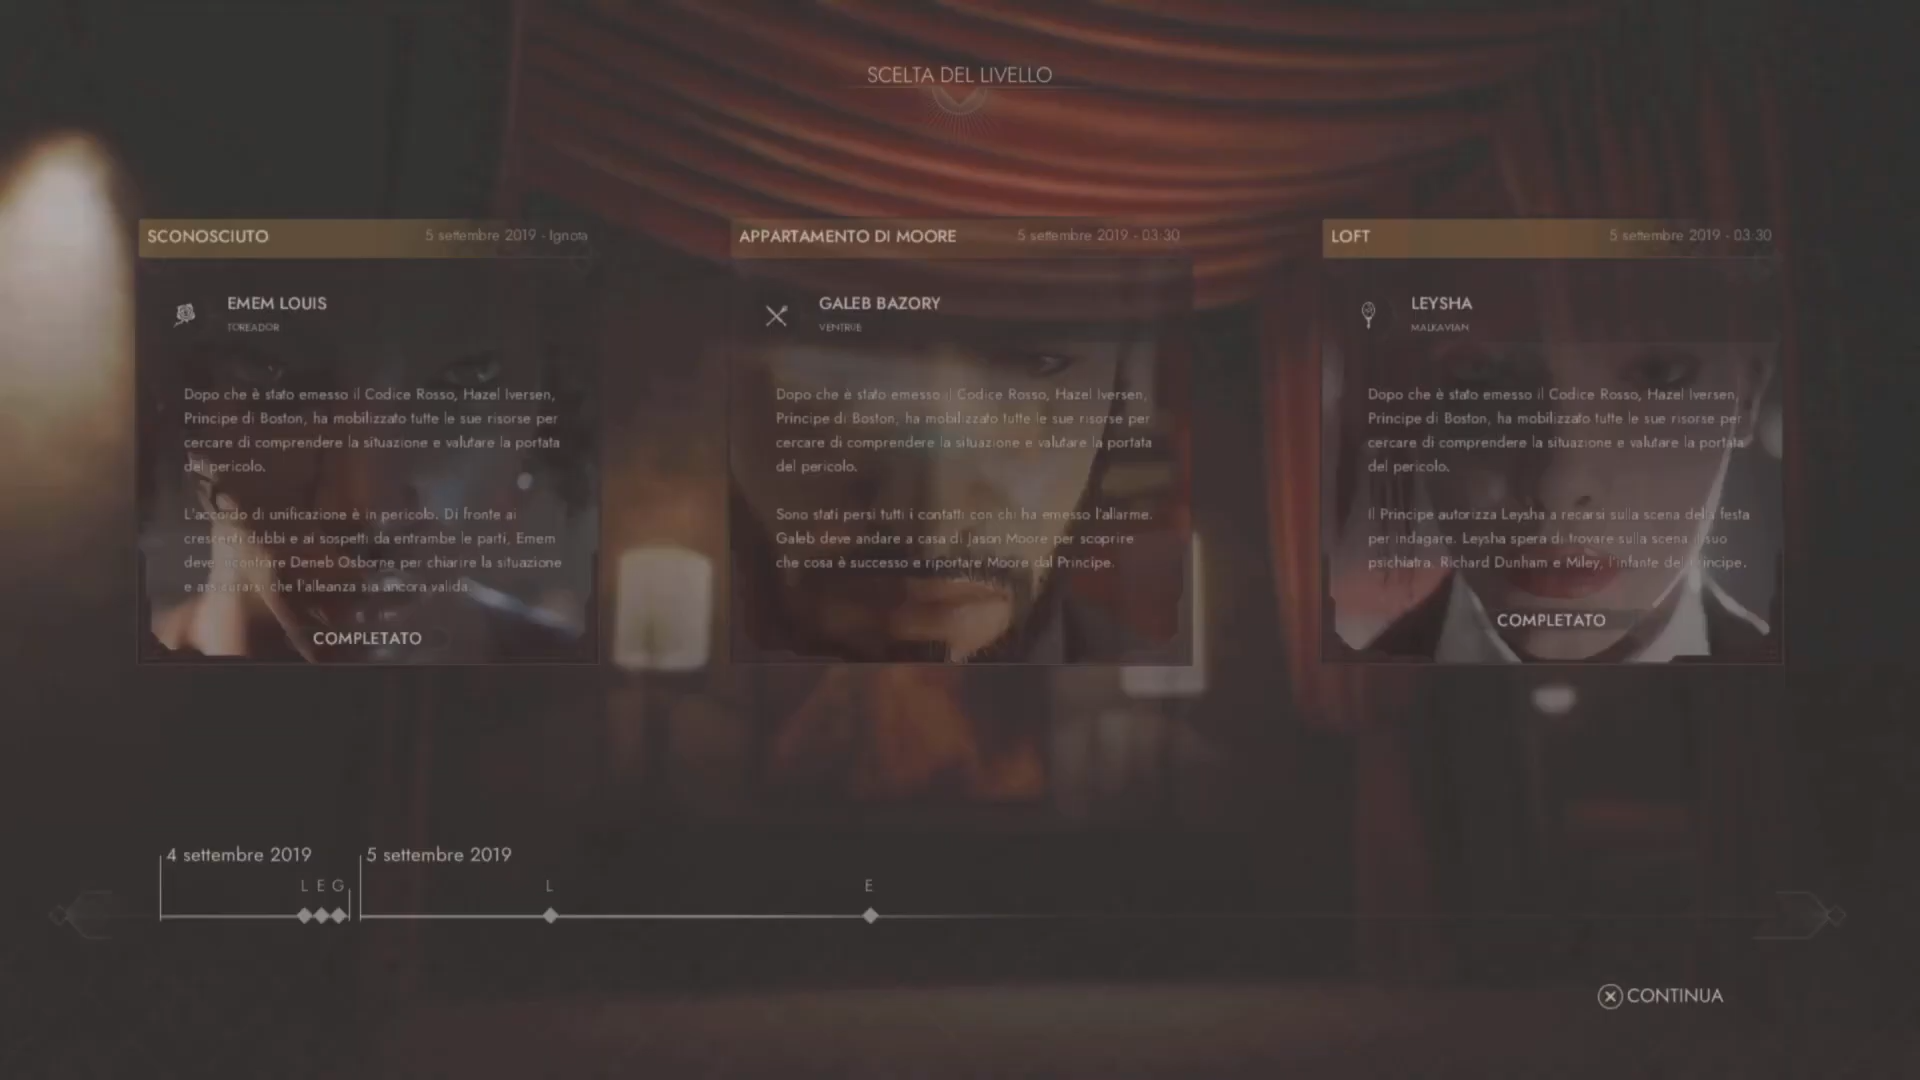 SCELTA DEL LIVELLO
SCONOSCIUTO 5 settembre 2019 - Ignota
EMEM LOUIS
TOREADOR
Dopo che è stato emesso il Codice Rosso, Hazel Iversen,
Principe di Boston, ha mobilizzato tutte le sue risorse per
cercare di comprendere la situazione e valutare la portata
del pericolo.
L'accordo di unificazione è in pericolo. Di fronte ai
crescenti dubbi e ai sospetti da entrambe le parti, Emem
deve incontrare Deneb Osborne per chiarire la situazione
e assicurarsi che l'alleanza sia ancora valida.
COMPLETATO
APPARTAMENTO DI MOORE 5 settembre 2019 - 03:30
GALEB BAZORY
VENTRUE
Dopo che è stato emesso il Codice Rosso, Hazel Iversen,
Principe di Boston, ha mobilizzato tutte le sue risorse per
cercare di comprendere la situazione e valutare la portata
del pericolo.
Sono stati persi tutti i contatti con chi ha emesso l'allarme.
Galeb deve andare a casa di Jason Moore per scoprire
che cosa è successo e riportare Moore dal Principe.
LOFT 5 settembre 2019 - 03:30
LEYSHA
MALKAVIAN
Dopo che è stato emesso il Codice Rosso, Hazel Iversen,
Principe di Boston, ha mobilizzato tutte le sue risorse per
cercare di comprendere la situazione e valutare la portata
del pericolo.
Il Principe autorizza Leysha a recarsi sulla scena della festa
per indagare. Leysha spera di trovare sulla scena il suo
psichiatra, Richard Dunham e Miley, l'infante del Principe.
COMPLETATO
4 settembre 2019 5 settembre 2019
L E G L E
CONTINUA